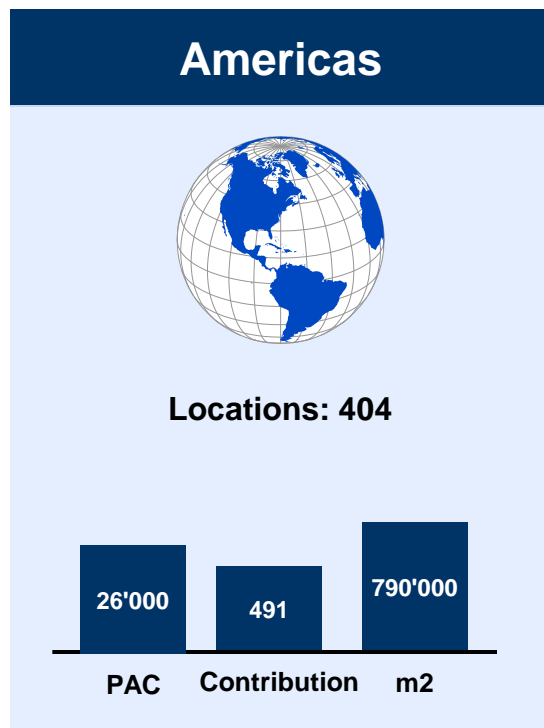 Americas
Locations: 404
26'000
491
790'000
PAC
Contribution
m2